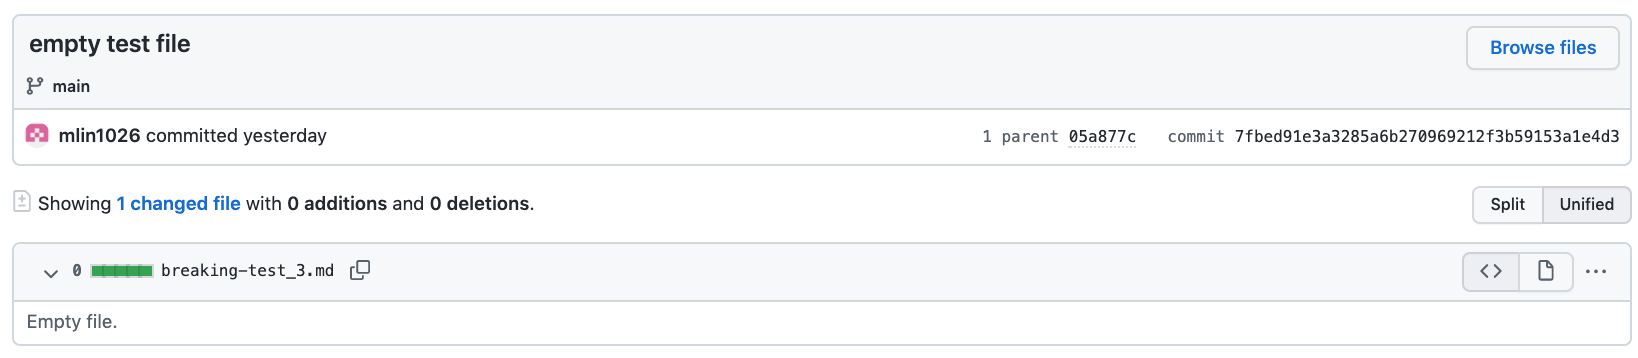 empty test file
Browse files
main
mlin1026 committed yesterday
1 parent 05a877c commit 7fbed91e3a3285a6b270969212f3b59153a1e4d3
Showing 1 changed file with 0 additions and 0 deletions.
Split Unified
0 breaking-test_3.md
Empty file.